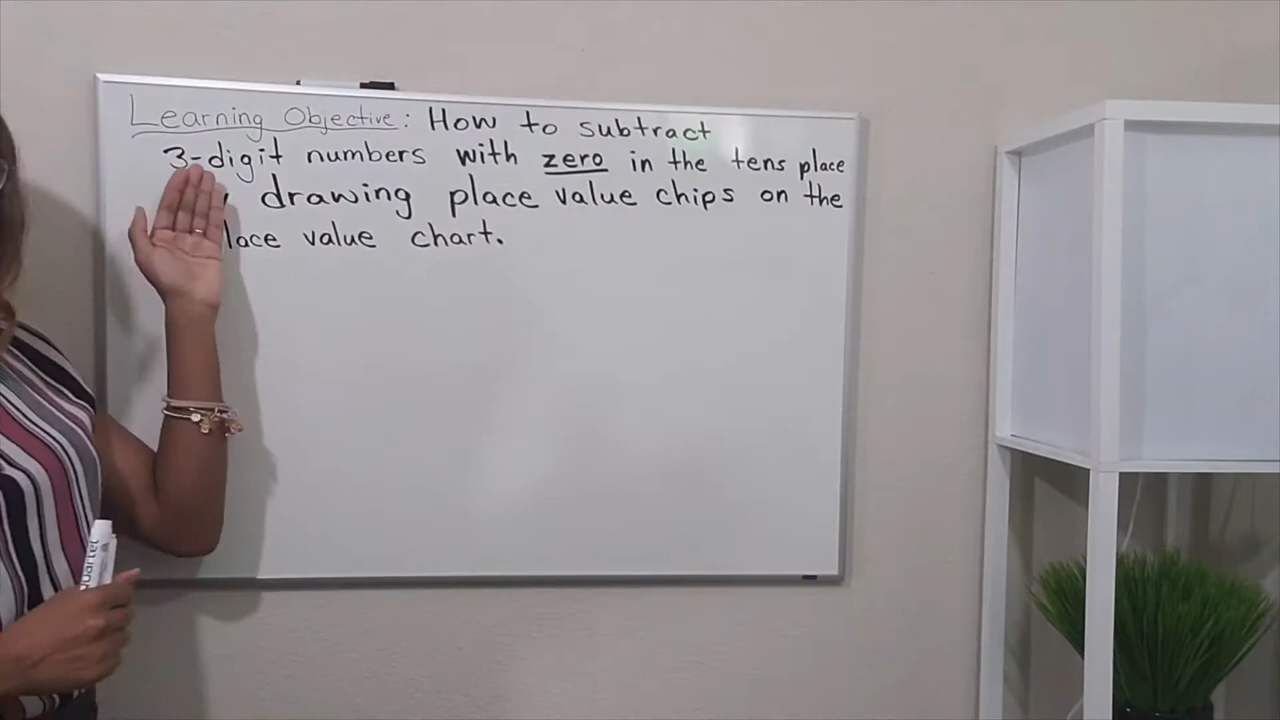 Learning Objective: How to subtract
3-digit numbers with zero in the tens place
drawing place value chips on the
lace value chart.